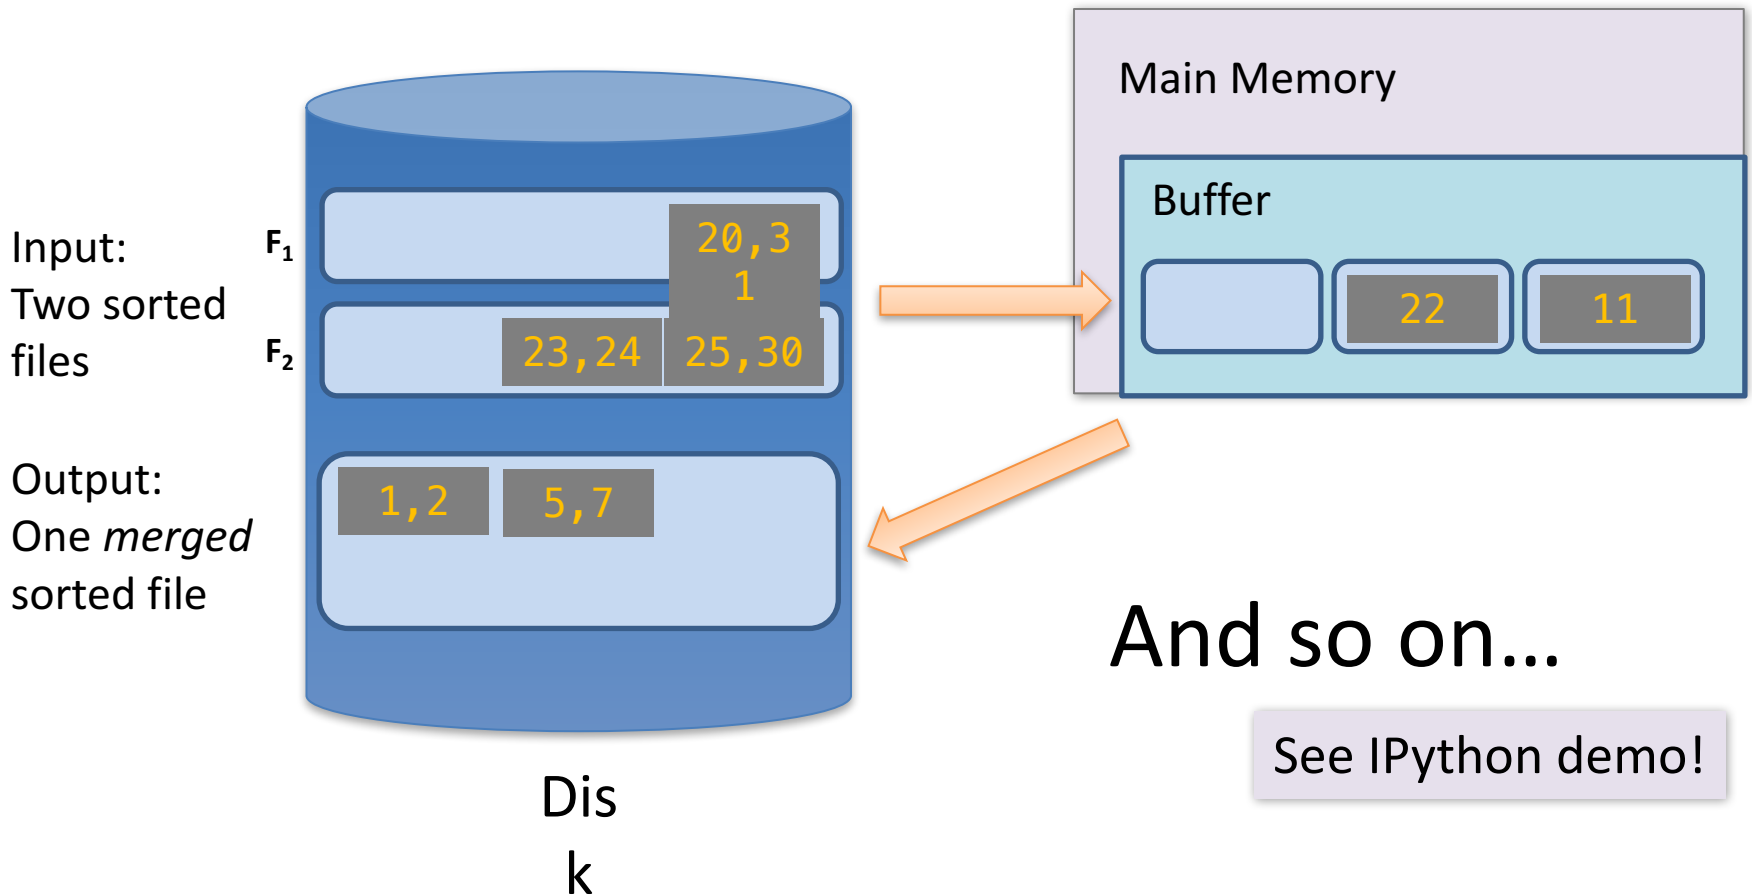 Main Memory
Buffer
22
11
Input:
Two sorted
files
F1
20,3
1
F2
23,24
25,30
Output:
One merged
sorted file
1,2
5,7
And so on...
See IPython demo!
Dis
k